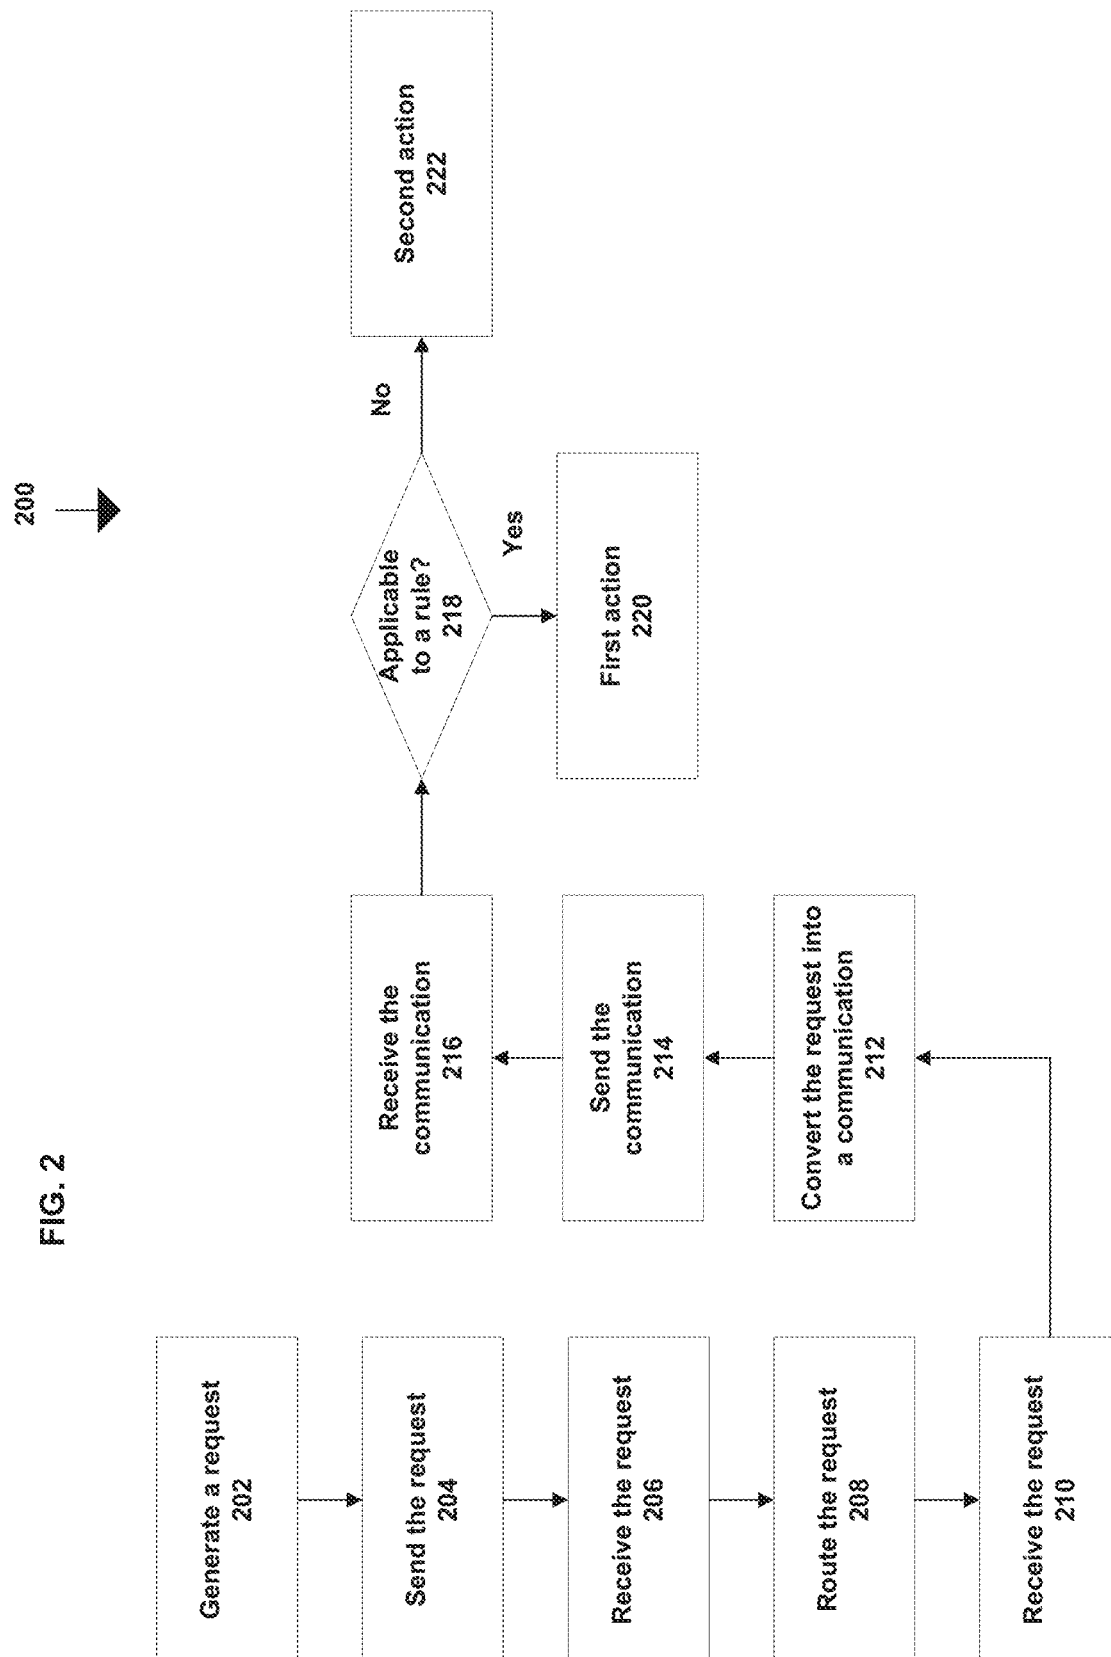 FIG. 2
200
Generate a request
202
Send the request
204
Receive the request
206
Route the request
208
Receive the request
210
Convert the request into
a communication
212
Send the
communication
214
Receive the
communication
216
Applicable
to a rule?
218
Yes
No
First action
220
Second action
222